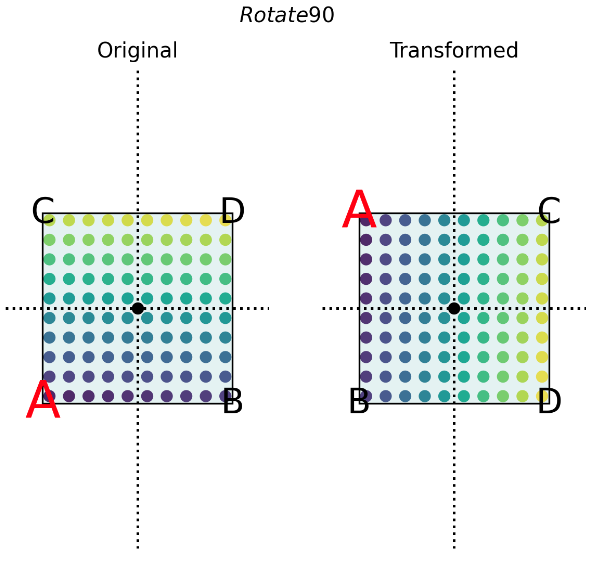 Rotate90
Original Transformed
C D A C
A B B D